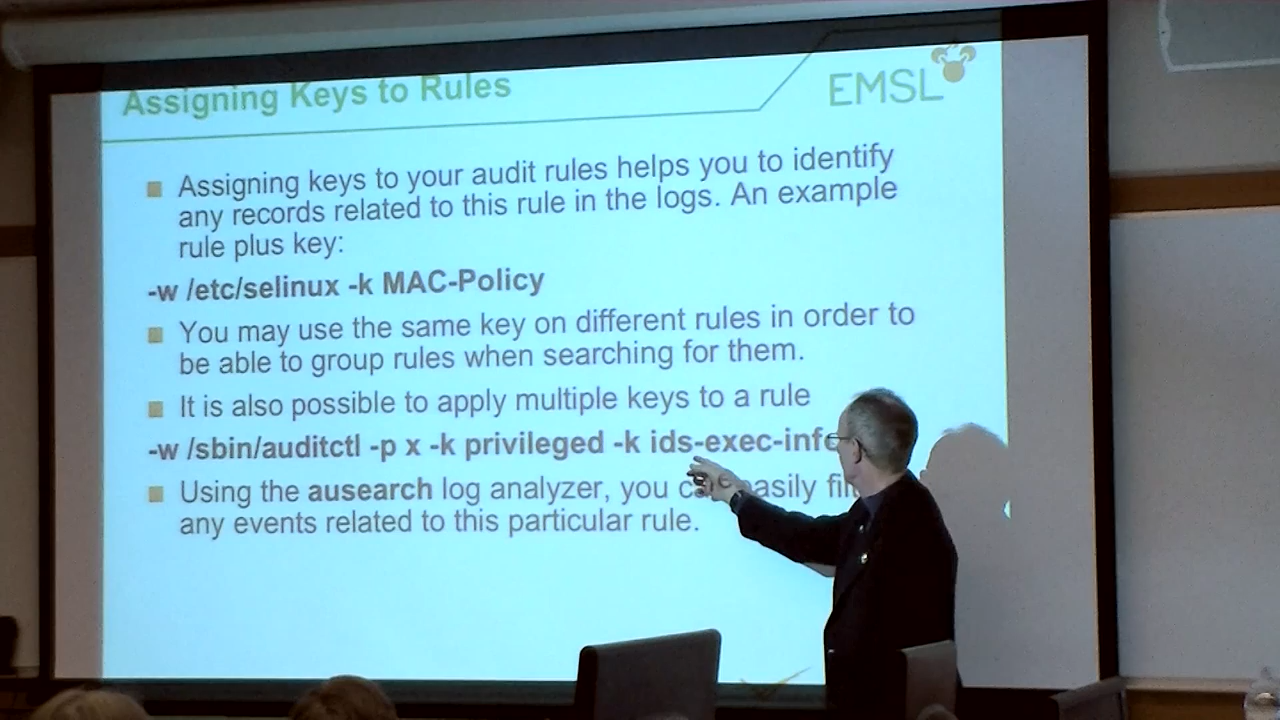 Assigning Keys to Rules
EMSL
Assigning keys to your audit rules helps you to identify
any records related to this rule in the logs. An example
rule plus key:
-w /etc/selinux -k MAC-Policy
You may use the same key on different rules in order to
be able to group rules when searching for them.
It is also possible to apply multiple keys to a rule
-w /sbin/auditctl -p x -k privileged -k ids-exec-info
Using the ausearch log analyzer, you can easily
any events related to this particular rule.